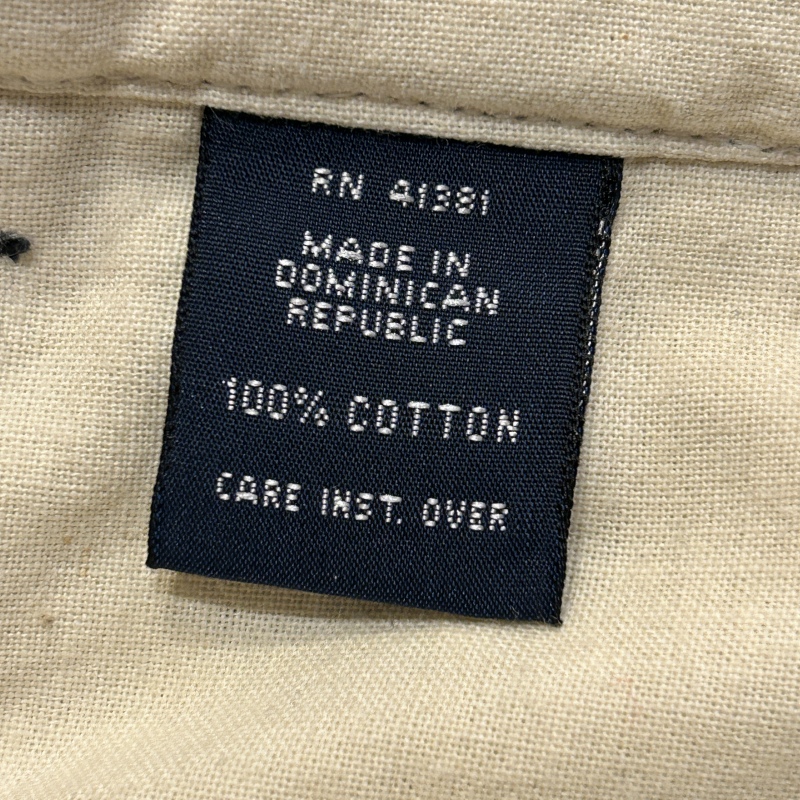 RN 41381
MADE IN
DOMINICAN
REPUBLIC
100% COTTON
CARE INST. OVER